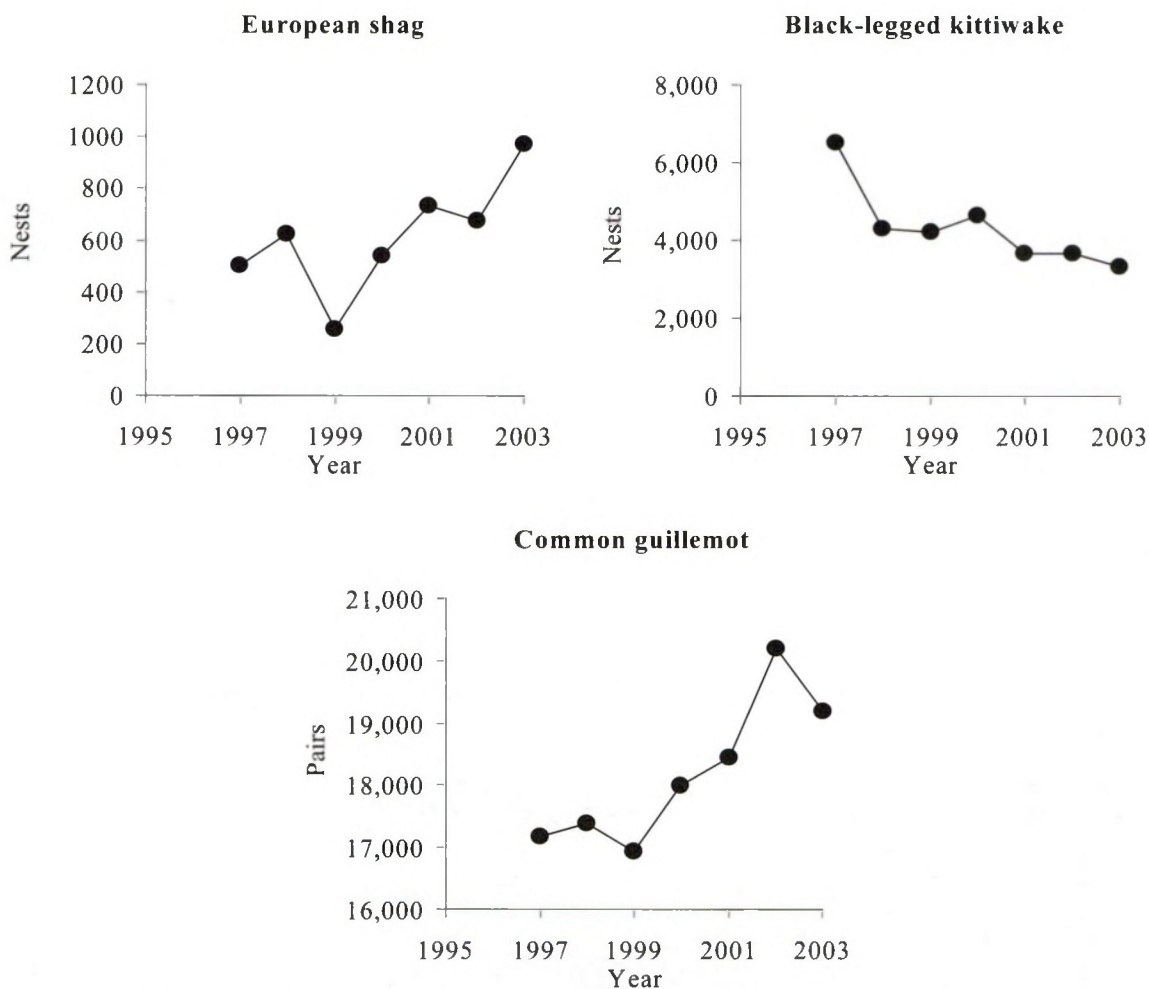 European shag
1200
1000
800
600
400
200
0
Nests
1995 1997 1999 2001 2003
Year
Black-legged kittiwake
8,000
6,000
4,000
2,000
0
Nests
1995 1997 1999 2001 2003
Year
Common guillemot
21,000
20,000
19,000
18,000
17,000
16,000
Pairs
1995 1997 1999 2001 2003
Year